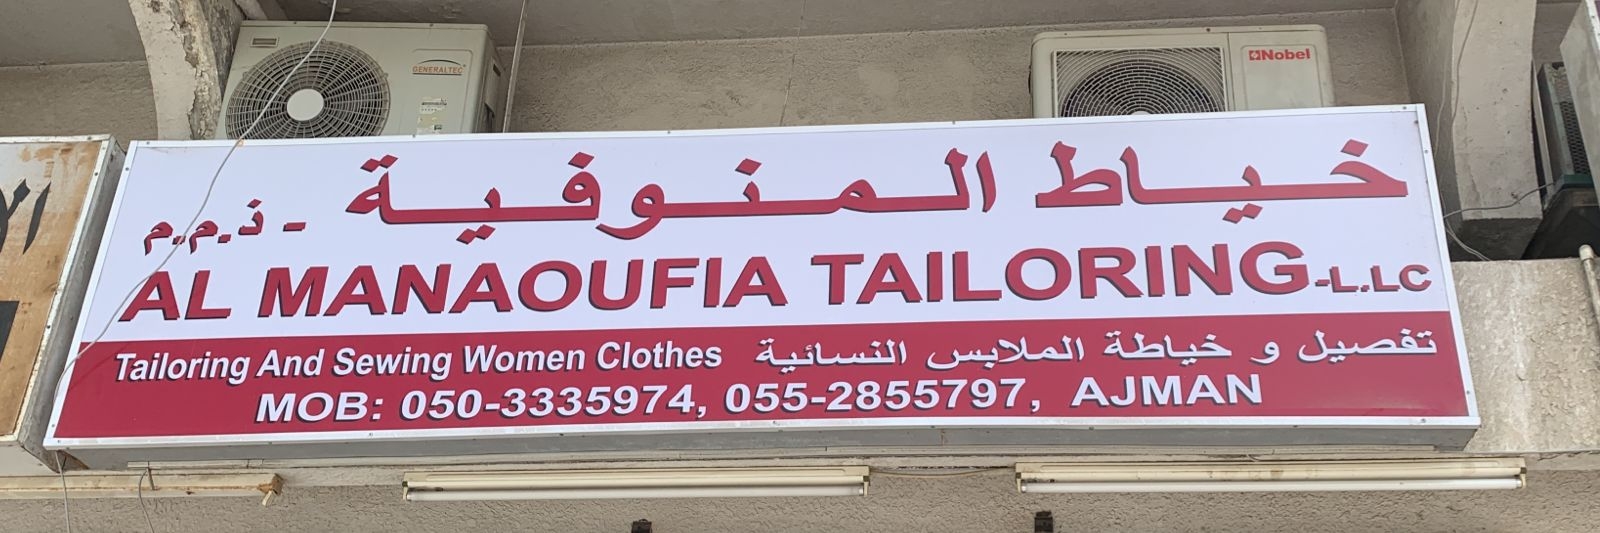 GENERALTEC
Nobel
خياط المنوفية - ذ.م.م
AL MANAOUFIA TAILORING-L.LC
Tailoring And Sewing Women Clothes تفصيل و خياطة الملابس النسائية
MOB: 050-3335974, 055-2855797, AJMAN